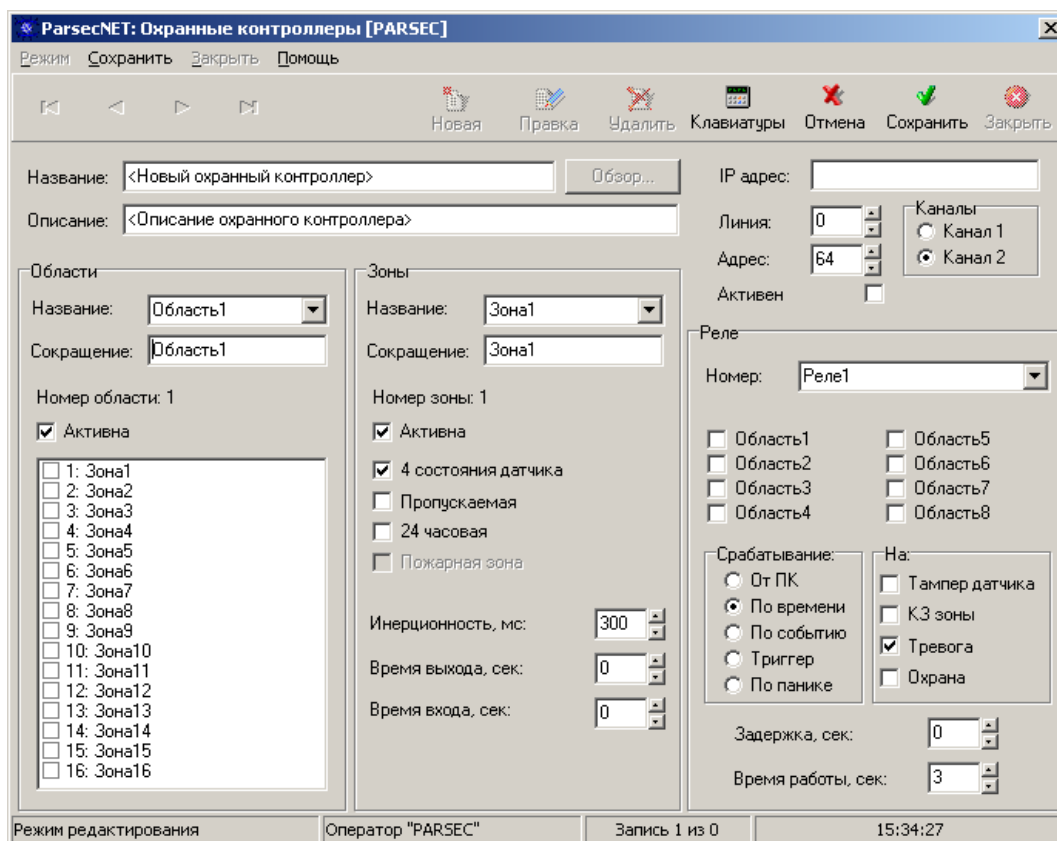 ParsecNET: Охранные контроллеры [PARSEC]
Режим Сохранить Закрыть Помощь
Новая Правка Удалить Клавиатуры Отмена Сохранить Закрыть
Название: <Новый охранный контроллер> Обзор...
Описание: <Описание охранного контроллера>
IP адрес:
Линия: 0
Адрес: 64
Активен
Каналы
Канал 1
Канал 2
Области
Название: Область1
Сокращение: Область1
Номер области: 1
Активна
1: Зона1
2: Зона2
3: Зона3
4: Зона4
5: Зона5
6: Зона6
7: Зона7
8: Зона8
9: Зона9
10: Зона10
11: Зона11
12: Зона12
13: Зона13
14: Зона14
15: Зона15
16: Зона16
Зоны
Название: Зона1
Сокращение: Зона1
Номер зоны: 1
Активна
4 состояния датчика
Пропускаемая
24 часовая
Пожарная зона
Инерционность, мс: 300
Время выхода, сек: 0
Время входа, сек: 0
Реле
Номер: Реле1
Область1 Область5
Область2 Область6
Область3 Область7
Область4 Область8
Срабатывание:
От ПК
По времени
По событию
Триггер
По панике
На:
Тампер датчика
КЗ зоны
Тревога
Охрана
Задержка, сек: 0
Время работы, сек: 3
Режим редактирования Оператор "PARSEC" Запись 1 из 0 15:34:27